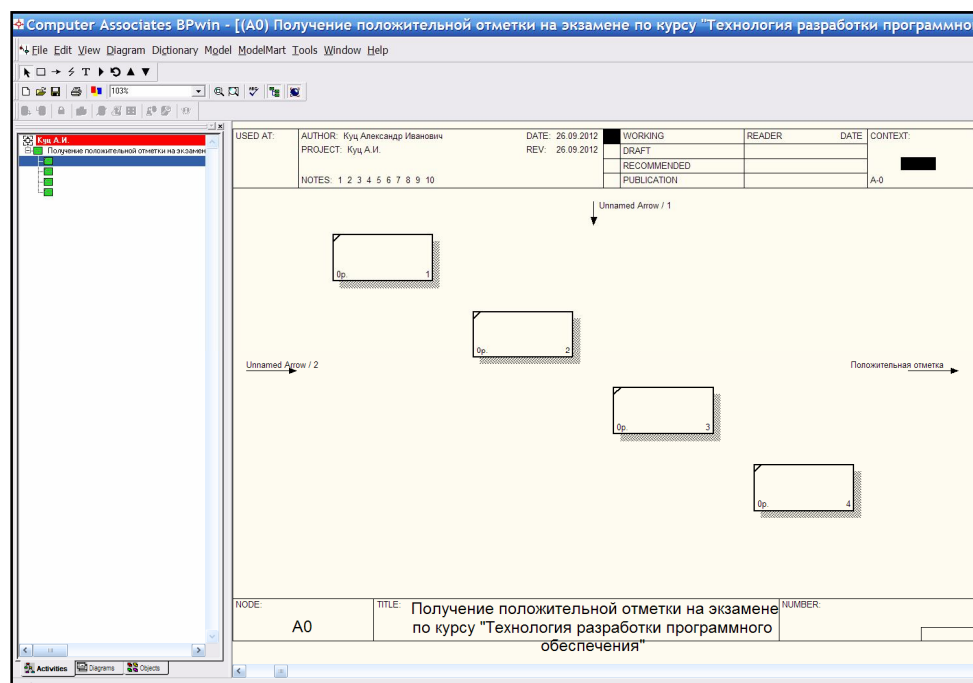 Computer Associates BPwin - [(A0) Получение положительной отметки на экзамене по курсу "Технология разработки программно
File Edit View Diagram Dictionary Model ModelMart Tools Window Help
103%
Куц А.И.
Получение положительной отметки на экзамен
USED AT: AUTHOR: Куц Александр Иванович DATE: 26.09.2012 WORKING READER DATE CONTEXT:
PROJECT: Куц А.И. REV: 26.09.2012 DRAFT
RECOMMENDED
NOTES: 1 2 3 4 5 6 7 8 9 10 PUBLICATION A-0
Unnamed Arrow / 1
0р. 1
0р. 2
Unnamed Arrow / 2 Положительная отметка
0р. 3
0р. 4
NODE: TITLE: Получение положительной отметки на экзамене NUMBER:
A0 по курсу "Технология разработки программного
обеспечения"
Activities Diagrams Objects